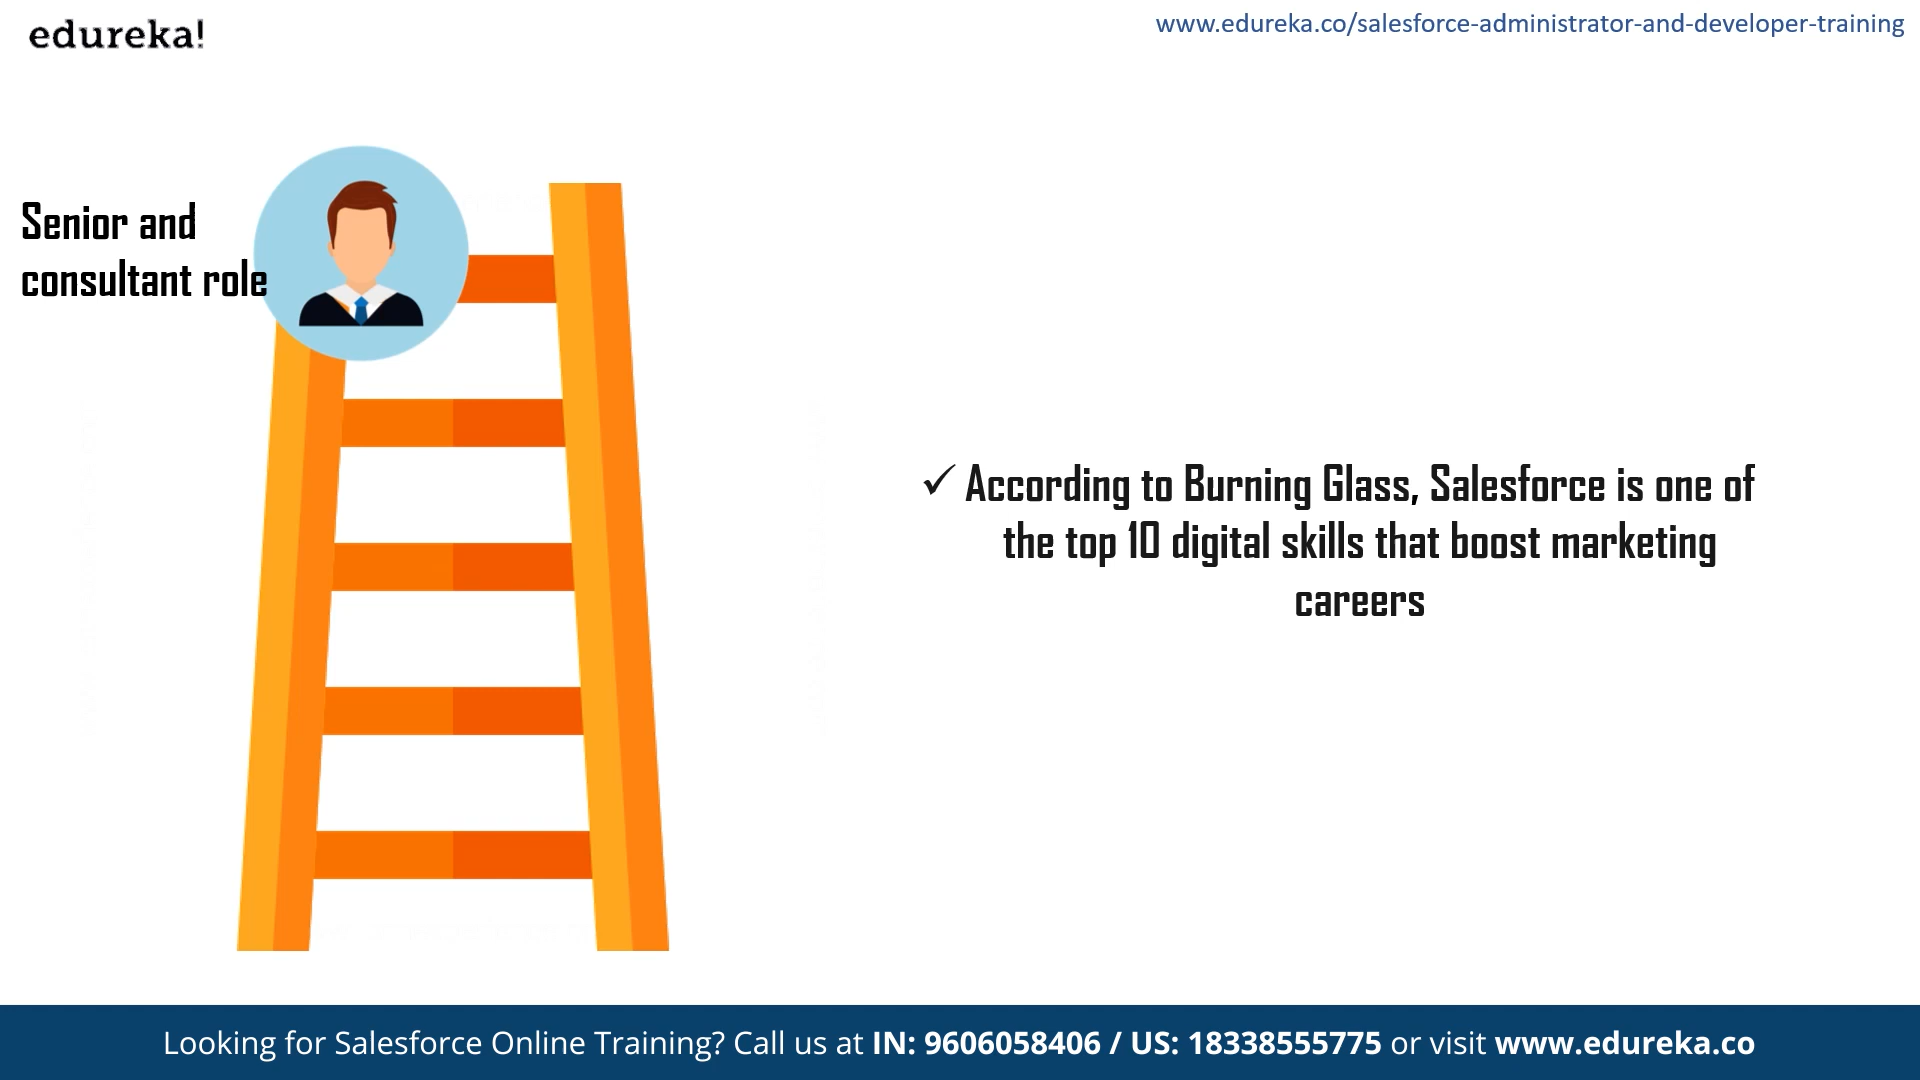 edureka!
www.edureka.co/salesforce-administrator-and-developer-training
Senior and
consultant role
✓ According to Burning Glass, Salesforce is one of
the top 10 digital skills that boost marketing
careers
Looking for Salesforce Online Training? Call us at IN: 9606058406 / US: 18338555775 or visit www.edureka.co